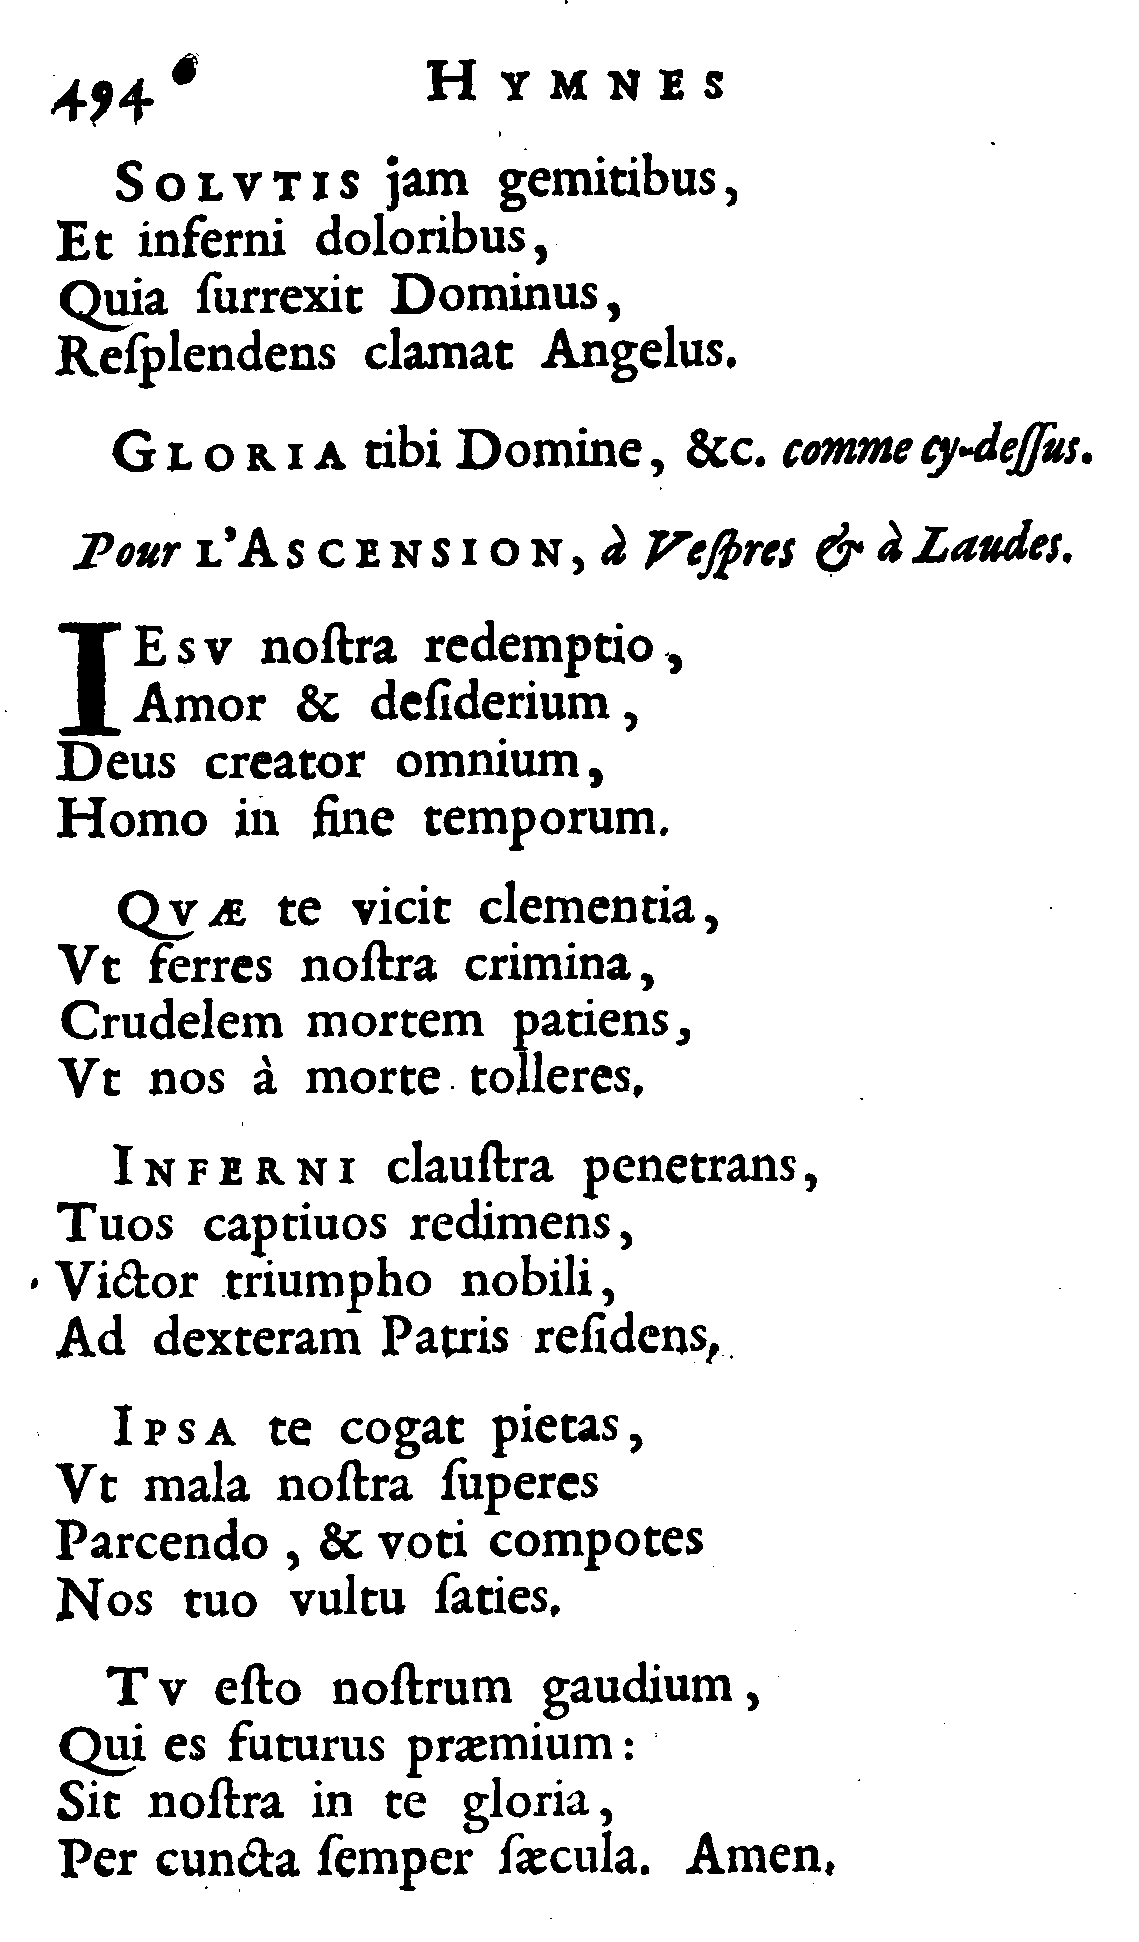 494 HYMNES
SOLVTIS jam gemitibus,
Et inferni doloribus,
Quia ſurrexit Dominus,
Reſplendens clamat Angelus.
GLORIA tibi Domine, &c. comme cy-deſſus.
Pour L'ASCENSION, à Veſpres & à Laudes.
IESV noſtra redemptio,
Amor & deſiderium,
Deus creator omnium,
Homo in fine temporum.
QVÆ te vicit clementia,
Vt ferres noſtra crimina,
Crudelem mortem patiens,
Vt nos à morte tolleres.
INFERNI clauſtra penetrans,
Tuos captiuos redimens,
Victor triumpho nobili,
Ad dexteram Patris reſidens,
IPSA te cogat pietas,
Vt mala noſtra ſuperes
Parcendo, & voti compotes
Nos tuo vultu ſaties.
TV eſto noſtrum gaudium,
Qui es futurus præmium:
Sit noſtra in te gloria,
Per cuncta ſemper ſæcula. Amen.